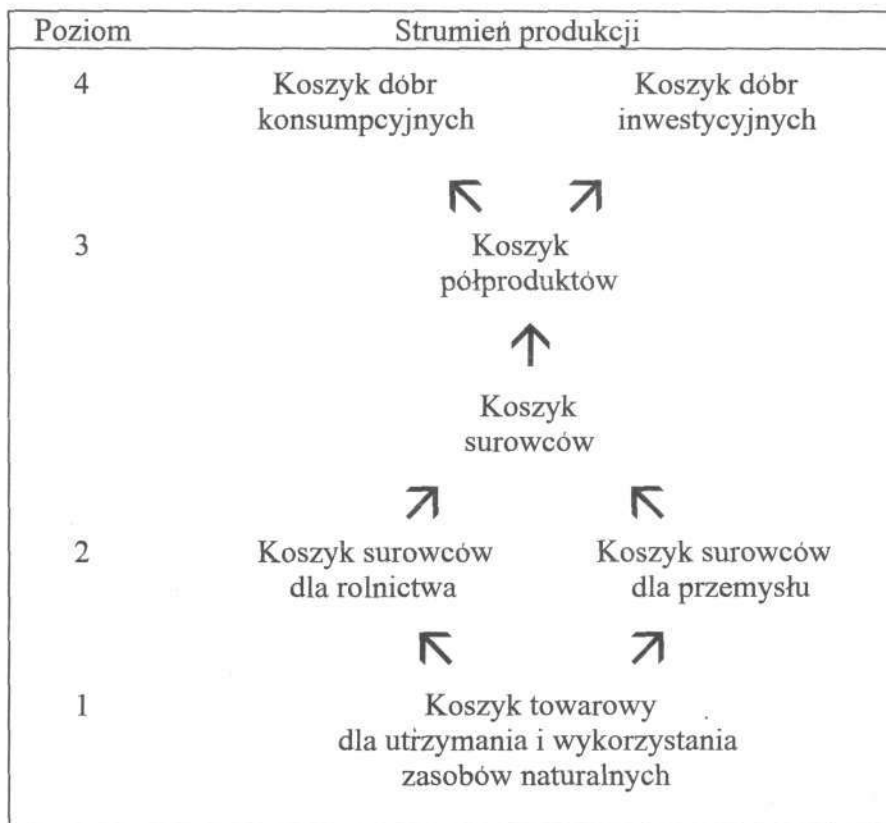 Poziom Strumień produkcji
4 Koszyk dóbr Koszyk dóbr
konsumpcyjnych inwestycyjnych
3 Koszyk
półproduktów
Koszyk
surowców
2 Koszyk surowców Koszyk surowców
dla rolnictwa dla przemysłu
1 Koszyk towarowy
dla utrzymania i wykorzystania
zasobów naturalnych